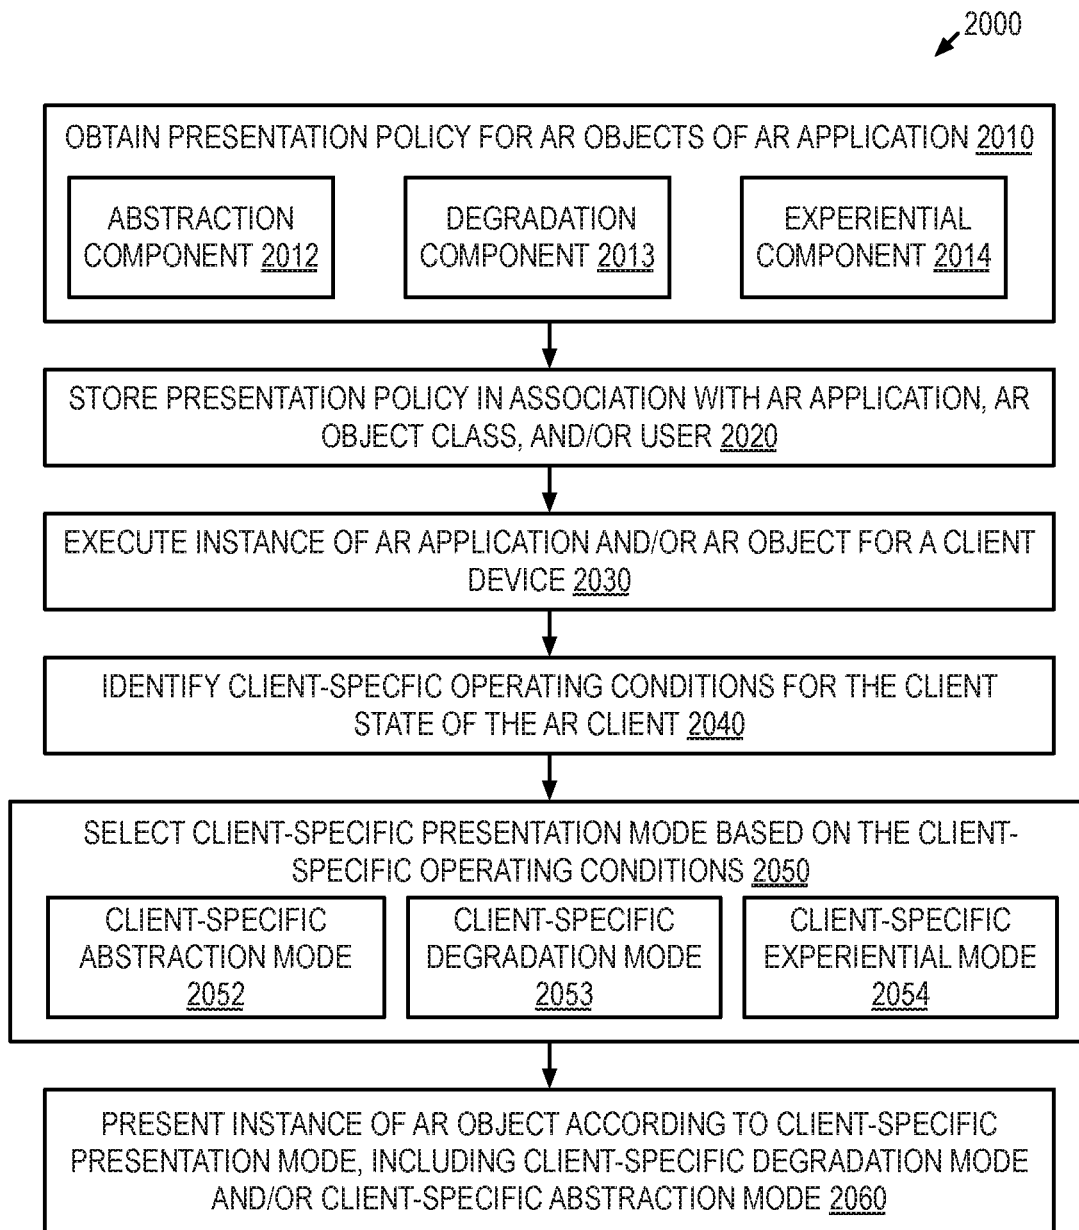 2000
OBTAIN PRESENTATION POLICY FOR AR OBJECTS OF AR APPLICATION 2010
ABSTRACTION
COMPONENT 2012
DEGRADATION
COMPONENT 2013
EXPERIENTIAL
COMPONENT 2014
STORE PRESENTATION POLICY IN ASSOCIATION WITH AR APPLICATION, AR
OBJECT CLASS, AND/OR USER 2020
EXECUTE INSTANCE OF AR APPLICATION AND/OR AR OBJECT FOR A CLIENT
DEVICE 2030
IDENTIFY CLIENT-SPECFIC OPERATING CONDITIONS FOR THE CLIENT
STATE OF THE AR CLIENT 2040
SELECT CLIENT-SPECIFIC PRESENTATION MODE BASED ON THE CLIENT-
SPECIFIC OPERATING CONDITIONS 2050
CLIENT-SPECIFIC
ABSTRACTION MODE
2052
CLIENT-SPECIFIC
DEGRADATION MODE
2053
CLIENT-SPECIFIC
EXPERIENTIAL MODE
2054
PRESENT INSTANCE OF AR OBJECT ACCORDING TO CLIENT-SPECIFIC
PRESENTATION MODE, INCLUDING CLIENT-SPECIFIC DEGRADATION MODE
AND/OR CLIENT-SPECIFIC ABSTRACTION MODE 2060